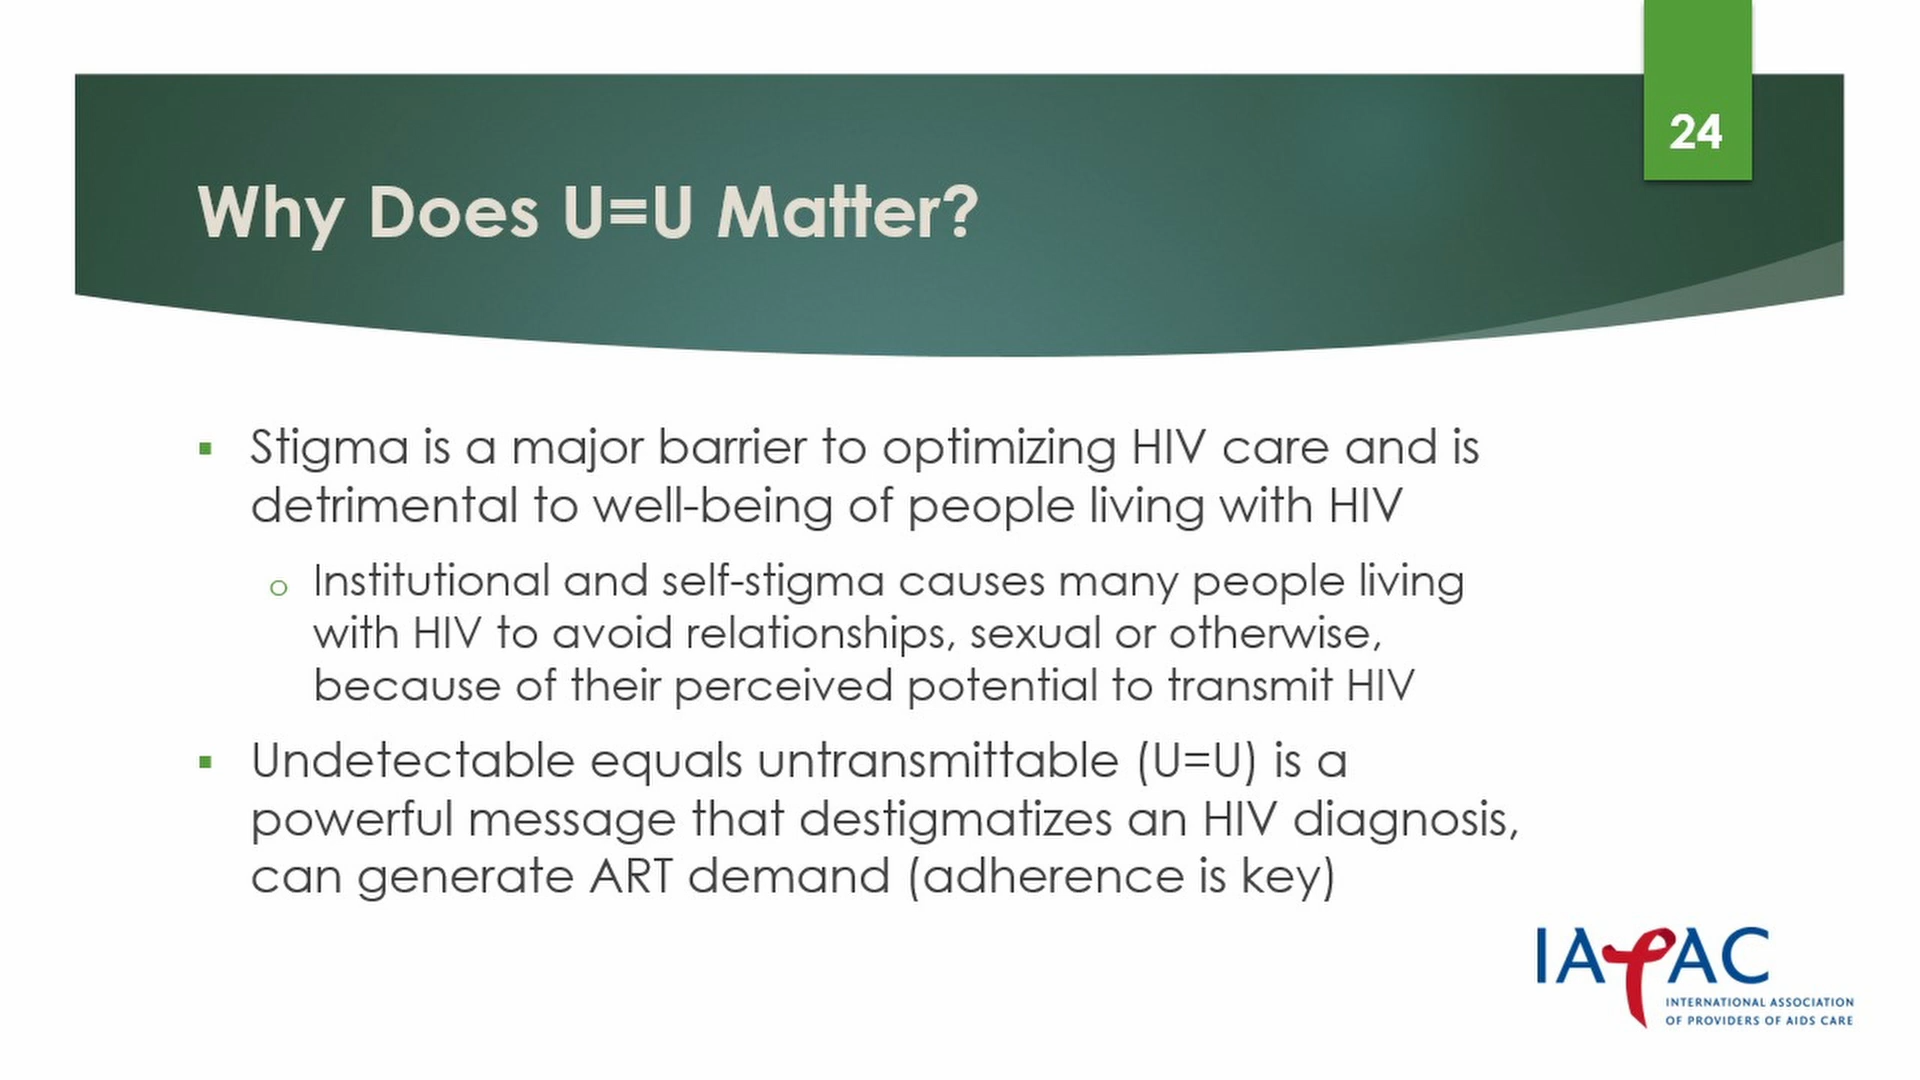 24
Why Does U=U Matter?
▪ Stigma is a major barrier to optimizing HIV care and is
detrimental to well-being of people living with HIV
o Institutional and self-stigma causes many people living
with HIV to avoid relationships, sexual or otherwise,
because of their perceived potential to transmit HIV
▪ Undetectable equals untransmittable (U=U) is a
powerful message that destigmatizes an HIV diagnosis,
can generate ART demand (adherence is key)
IAPAC
INTERNATIONAL ASSOCIATION
OF PROVIDERS OF AIDS CARE